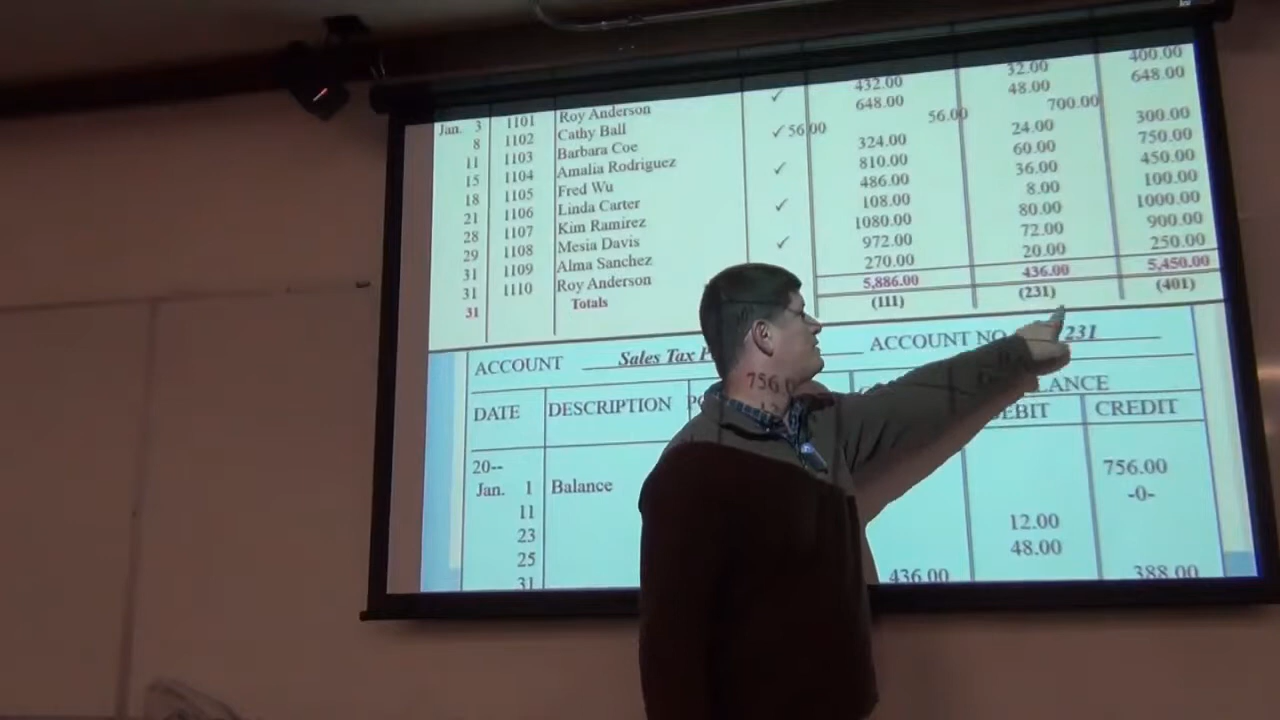 Jan. 3 1101 Roy Anderson ✓ 432.00 32.00 400.00
8 1102 Cathy Ball 648.00 48.00 648.00
11 1103 Barbara Coe ✓ 56.00 56.00 700.00
15 1104 Amalia Rodriguez 324.00 24.00 300.00
18 1105 Fred Wu ✓ 810.00 60.00 750.00
21 1106 Linda Carter 486.00 36.00 450.00
28 1107 Kim Ramirez ✓ 108.00 8.00 100.00
29 1108 Mesia Davis 1080.00 80.00 1000.00
31 1109 Alma Sanchez ✓ 972.00 72.00 900.00
31 1110 Roy Anderson 270.00 20.00 250.00
31 Totals 5,886.00 436.00 5,450.00
(111) (231) (401)
ACCOUNT Sales Tax ACCOUNT NO. 231
DATE DESCRIPTION DEBIT CREDIT
20--
Jan. 1 Balance 756.00
11 756.0 -0-
23 12.00
25 48.00
31 436.00 388.00